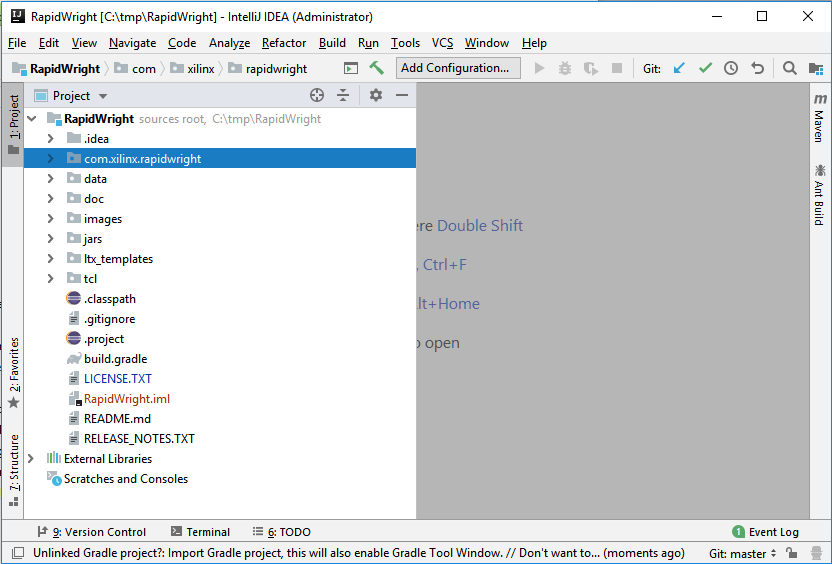 RapidWright [C:\tmp\RapidWright] - IntelliJ IDEA (Administrator)
File Edit View Navigate Code Analyze Refactor Build Run Tools VCS Window Help
RapidWright com xilinx rapidwright Add Configuration... Git:
1: Project
Project
RapidWright sources root, C:\tmp\RapidWright
.idea
com.xilinx.rapidwright
data
doc
images
jars
ltx_templates
tcl
.classpath
.gitignore
.project
build.gradle
LICENSE.TXT
RapidWright.iml
README.md
RELEASE_NOTES.TXT
External Libraries
Scratches and Consoles
ere Double Shift
, Ctrl+F
lt+Home
o open
m Maven
Ant Build
2: Favorites
7: Structure
9: Version Control Terminal 6: TODO 1 Event Log
Unlinked Gradle project?: Import Gradle project, this will also enable Gradle Tool Window. // Don't want to... (moments ago) Git: master